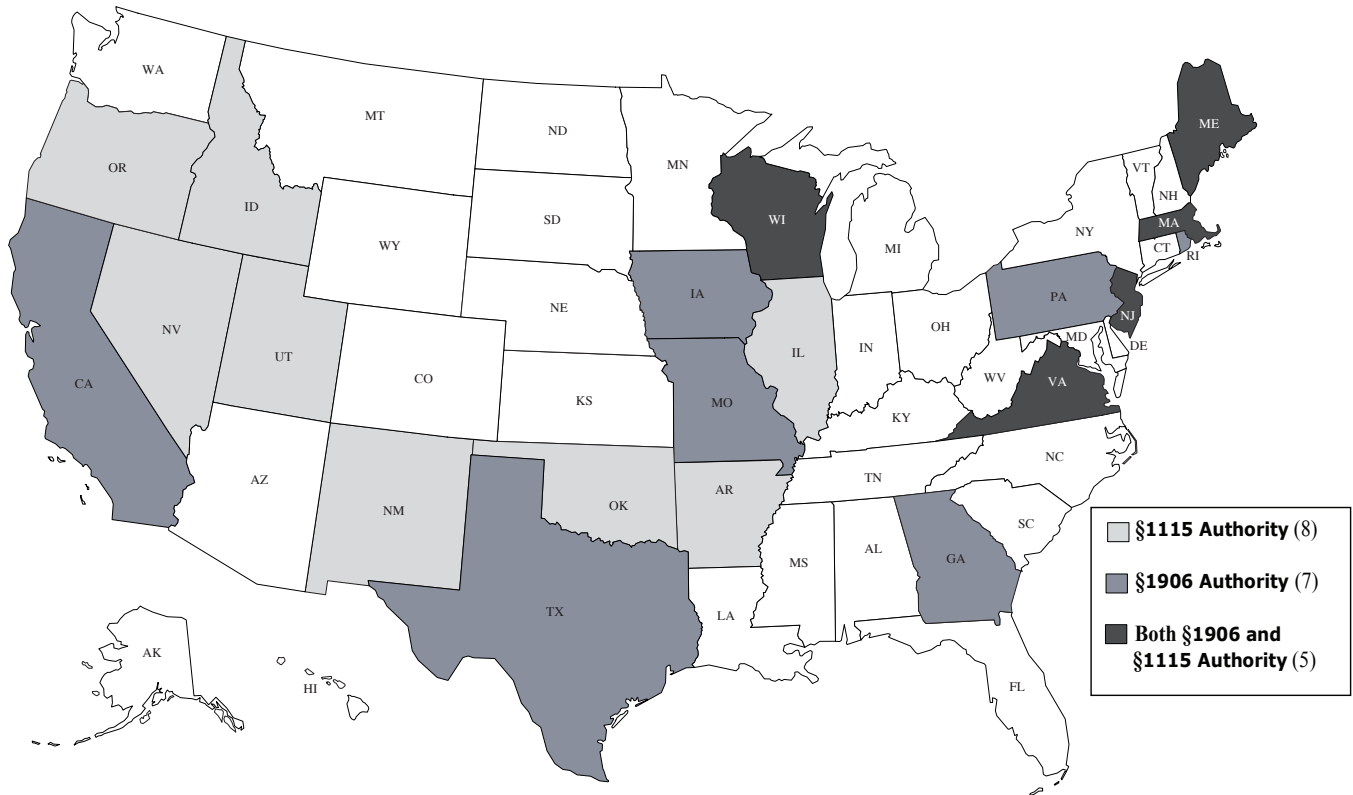 WA
MT
ND
MN
ME
OR
ID
SD
WI
VT
NH
WY
MI
NY
MA
CT
RI
IA
NE
PA
NV
UT
IL
IN
OH
NJ
MD
DE
CA
CO
KS
MO
WV
VA
KY
AZ
NM
OK
AR
TN
NC
SC
MS
AL
GA
TX
LA
AK
HI
FL
§1115 Authority (8)
§1906 Authority (7)
Both §1906 and
§1115 Authority (5)